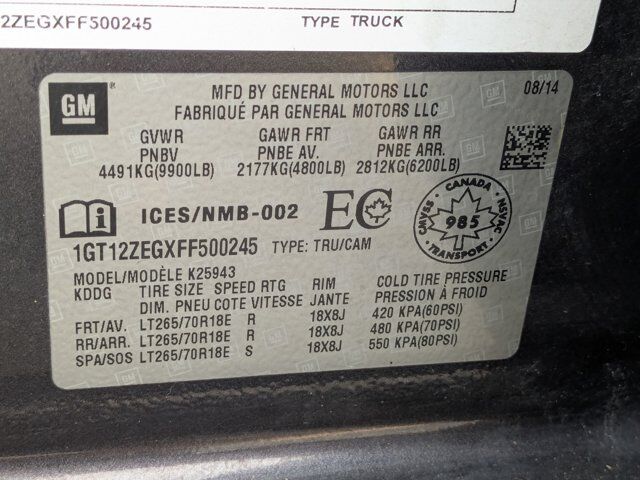 2ZEGXFF500245 TYPE TRUCK
GM
MFD BY GENERAL MOTORS LLC 08/14
FABRIQUÉ PAR GENERAL MOTORS LLC
GVWR GAWR FRT GAWR RR
PNBV PNBE AV. PNBE ARR.
4491KG(9900LB) 2177KG(4800LB) 2812KG(6200LB)
ICES/NMB-002 EC
CANADA
CMVSS NSVAC
985
TRANSPORT
1GT12ZEGXFF500245 TYPE: TRU/CAM
MODEL/MODÈLE K25943
KDDG TIRE SIZE SPEED RTG RIM COLD TIRE PRESSURE
DIM. PNEU COTE VITESSE JANTE PRESSION À FROID
FRT/AV. LT265/70R18E R 18X8J 420 KPA(60PSI)
RR/ARR. LT265/70R18E R 18X8J 480 KPA(70PSI)
SPA/SOS LT265/70R18E S 18X8J 550 KPA(80PSI)